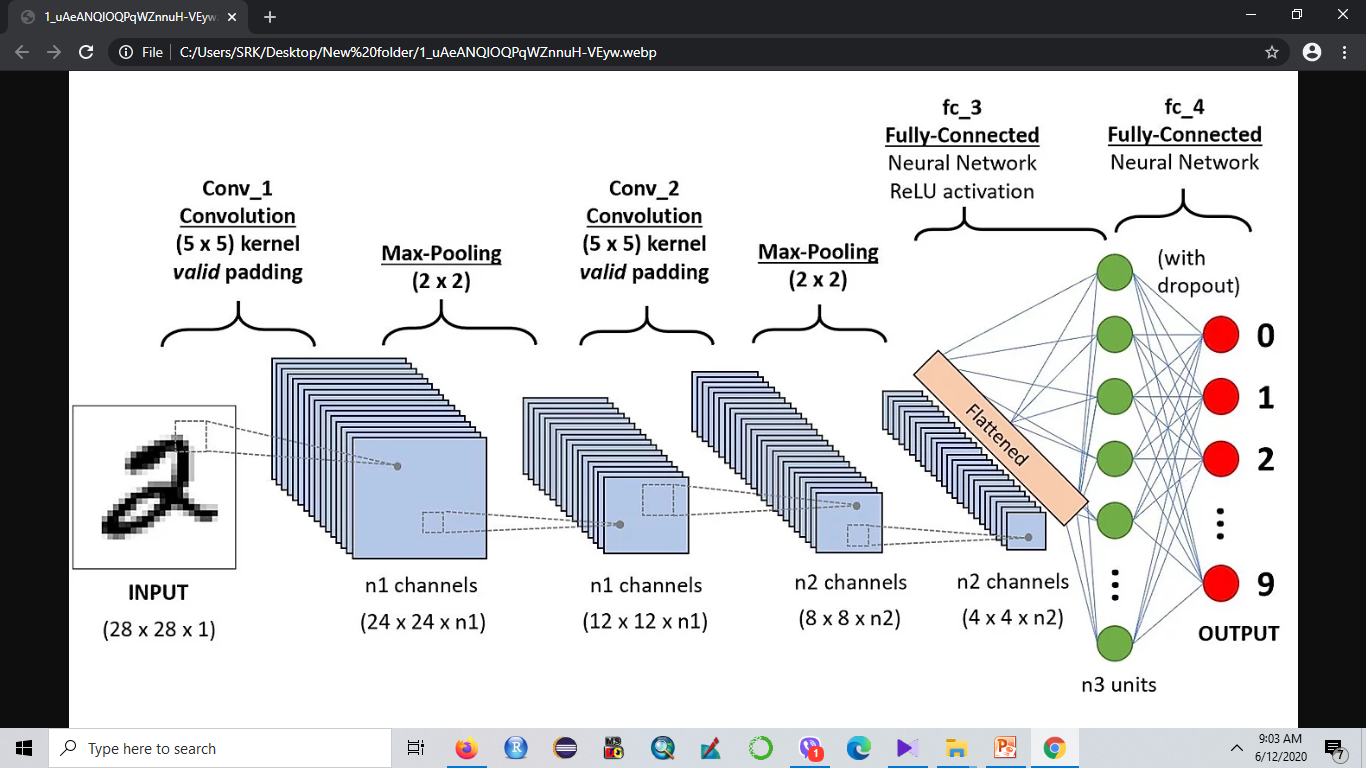 1_uAeANQIOQPqWZnnuH-VEyw
File
C:/Users/SRK/Desktop/New%20folder/1_uAeANQIOQPqWZnnuH-VEyw.webp
Conv_1
Convolution
(5 x 5) kernel
valid padding
Max-Pooling
(2 x 2)
Conv_2
Convolution
(5 x 5) kernel
valid padding
Max-Pooling
(2 x 2)
fc_3
Fully-Connected
Neural Network
ReLU activation
fc_4
Fully-Connected
Neural Network
(with
dropout)
Flattened
0
1
2
9
OUTPUT
INPUT
(28 x 28 x 1)
n1 channels
(24 x 24 x n1)
n1 channels
(12 x 12 x n1)
n2 channels
(8 x 8 x n2)
n2 channels
(4 x 4 x n2)
n3 units
Type here to search
1
9:03 AM
6/12/2020
7